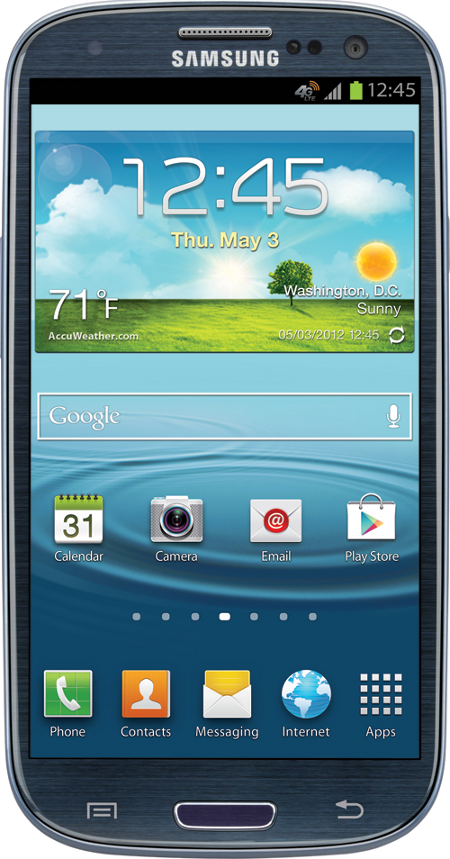 SAMSUNG
4G LTE 12:45
12:45
Thu. May 3
71°F
Washington, D.C.
Sunny
AccuWeather.com
05/03/2012 12:45
Google
31
@
Calendar
Camera
Email
Play Store
Phone
Contacts
Messaging
Internet
Apps